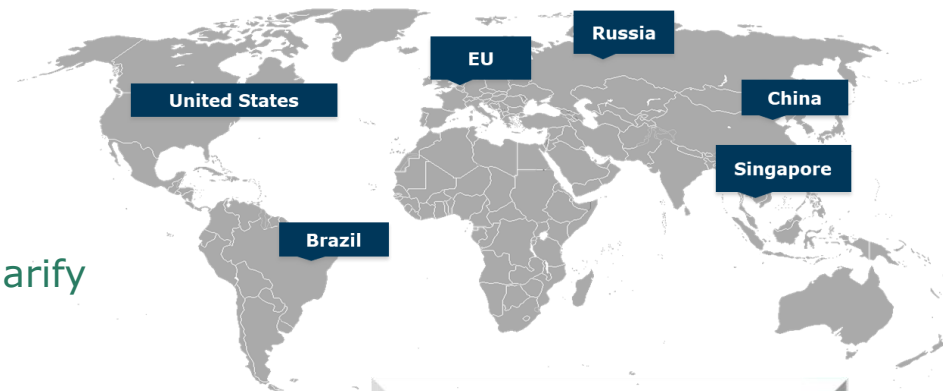 Russia
EU
United States
China
Singapore
Brazil
arify